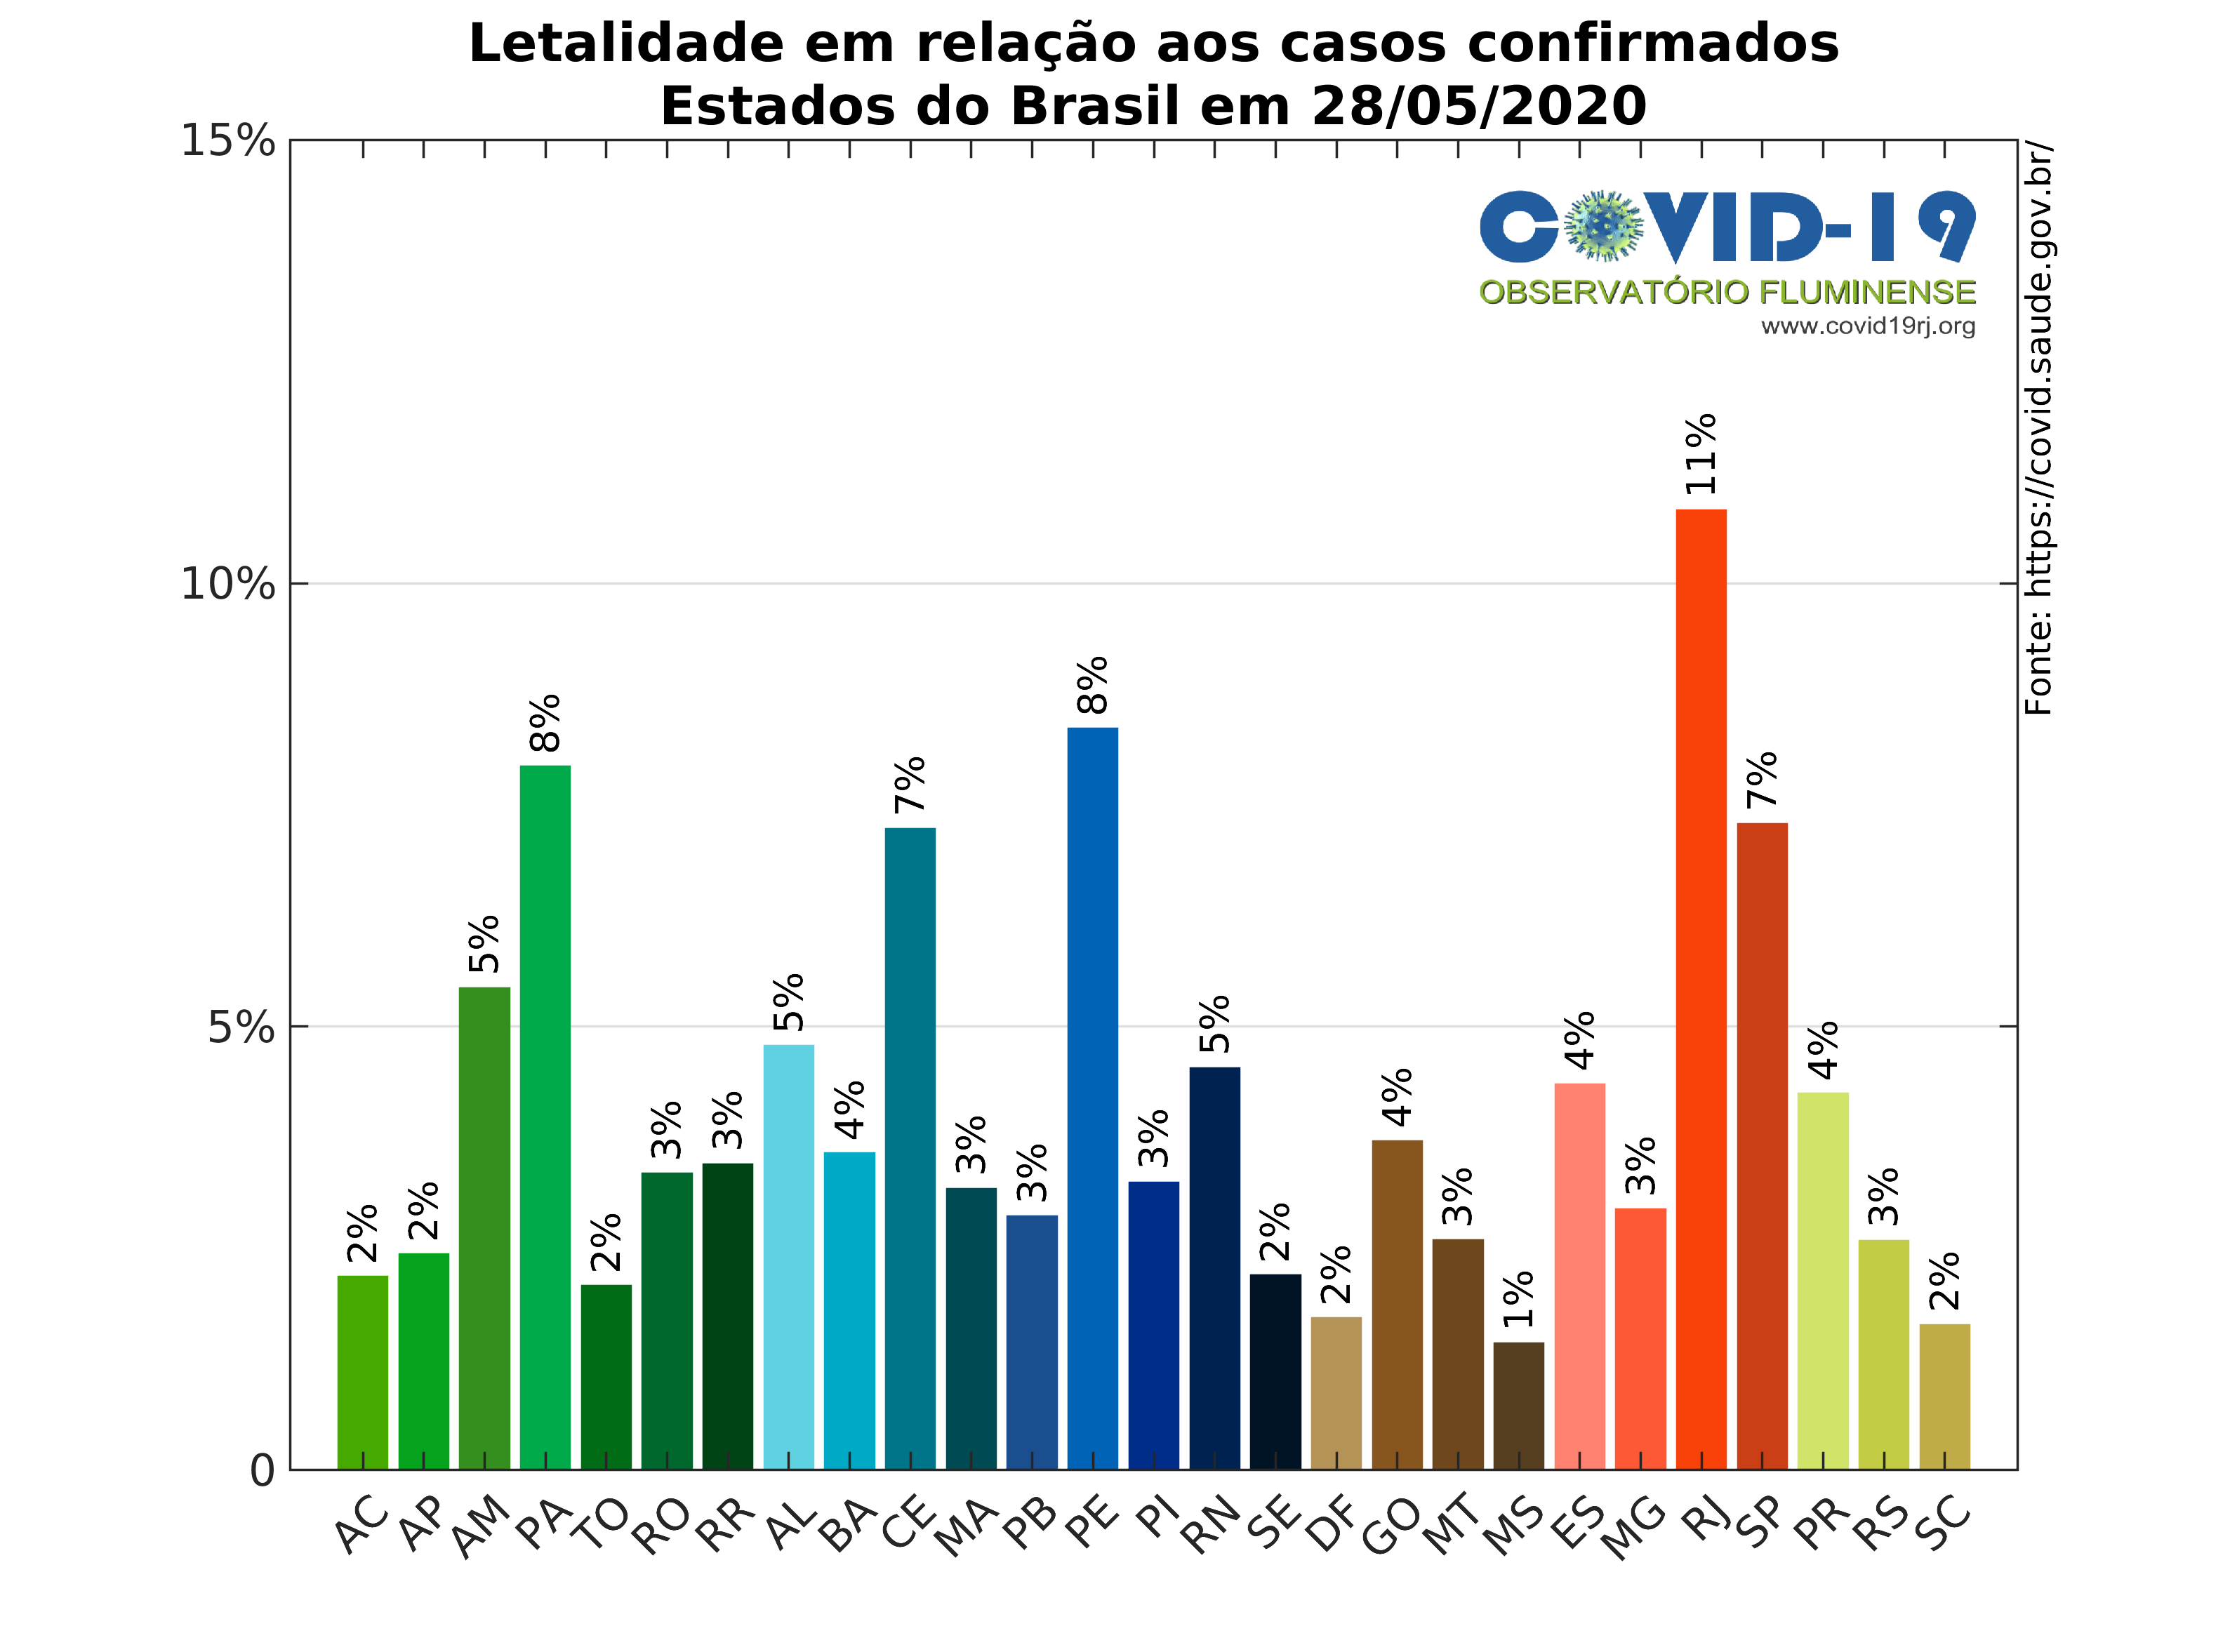 Letalidade em relação aos casos confirmados
Estados do Brasil em 28/05/2020
15%
10%
5%
0
COVID-19
OBSERVATÓRIO FLUMINENSE
www.covid19rj.org
Fonte: https://covid.saude.gov.br/
2%
2%
5%
8%
2%
3%
3%
5%
4%
7%
3%
3%
8%
3%
5%
2%
2%
4%
3%
1%
4%
3%
11%
7%
4%
3%
2%
AC
AP
AM
PA
TO
RO
RR
AL
BA
CE
MA
PB
PE
PI
RN
SE
DF
GO
MT
MS
ES
MG
RJ
SP
PR
RS
SC